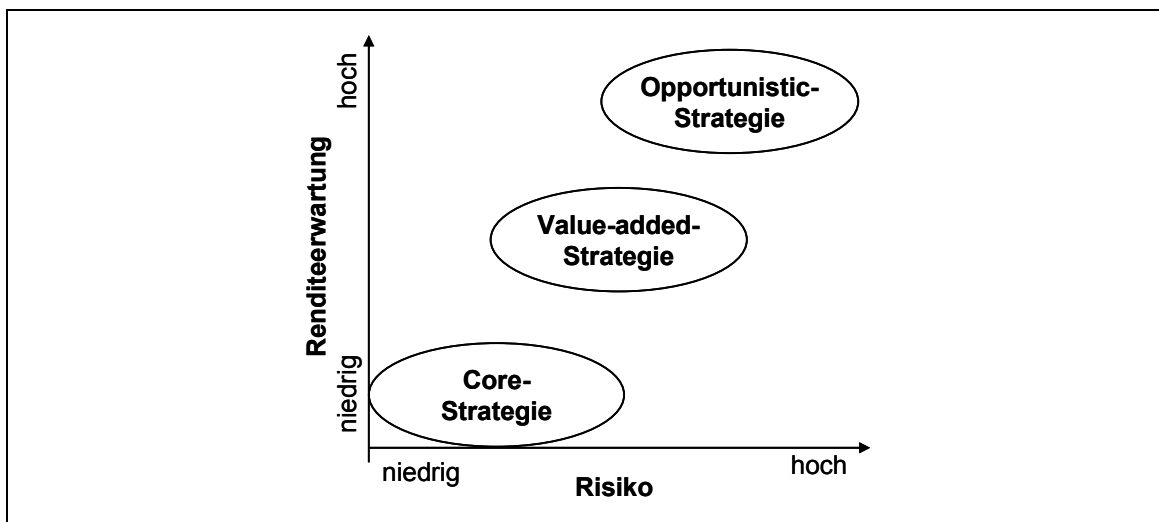 hoch
Opportunistic-
Strategie
Renditeerwartung
Value-added-
Strategie
niedrig
Core-
Strategie
niedrig
hoch
Risiko